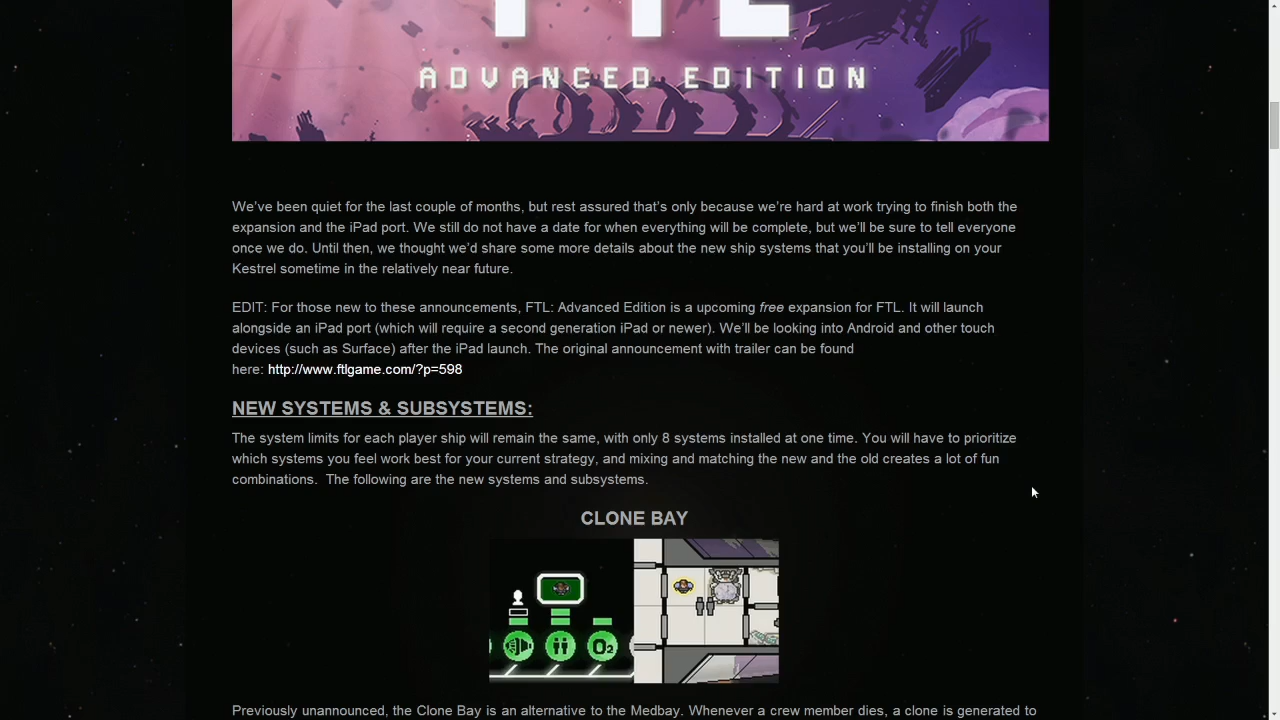 FTL
ADVANCED EDITION
We’ve been quiet for the last couple of months, but rest assured that’s only because we’re hard at work trying to finish both the
expansion and the iPad port. We still do not have a date for when everything will be complete, but we’ll be sure to tell everyone
once we do. Until then, we thought we’d share some more details about the new ship systems that you’ll be installing on your
Kestrel sometime in the relatively near future.
EDIT: For those new to these announcements, FTL: Advanced Edition is a upcoming free expansion for FTL. It will launch
alongside an iPad port (which will require a second generation iPad or newer). We’ll be looking into Android and other touch
devices (such as Surface) after the iPad launch. The original announcement with trailer can be found
here: http://www.ftlgame.com/?p=598
NEW SYSTEMS & SUBSYSTEMS:
The system limits for each player ship will remain the same, with only 8 systems installed at one time. You will have to prioritize
which systems you feel work best for your current strategy, and mixing and matching the new and the old creates a lot of fun
combinations.  The following are the new systems and subsystems.
CLONE BAY
O2
Previously unannounced, the Clone Bay is an alternative to the Medbay. Whenever a crew member dies, a clone is generated to